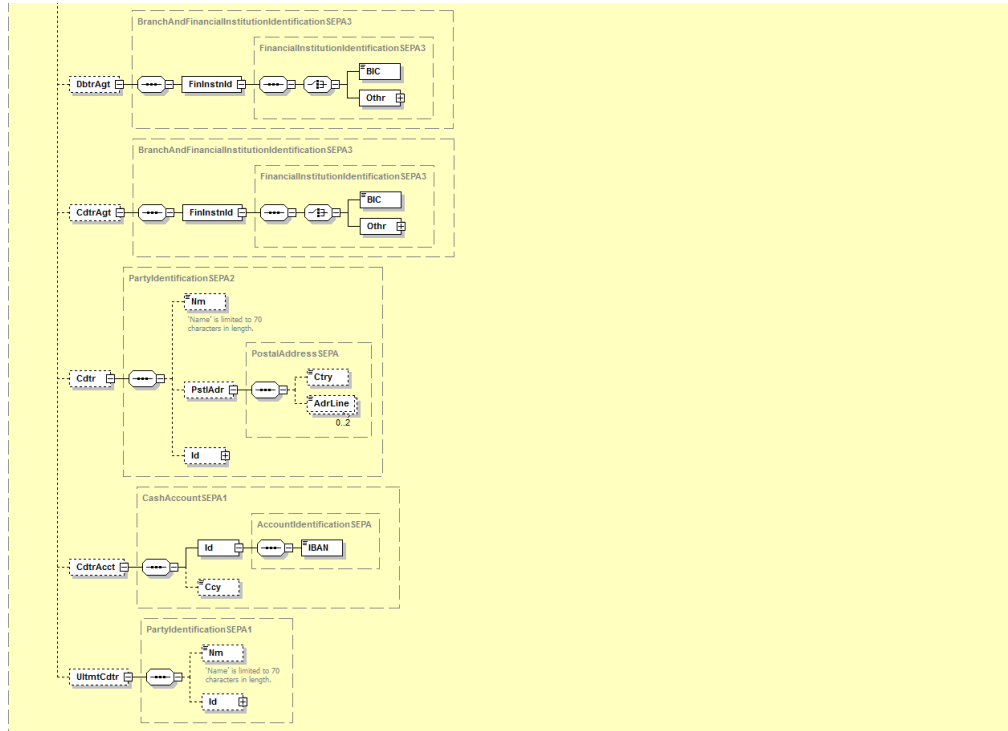 BranchAndFinancialInstitutionIdentificationSEPA3
FinancialInstitutionIdentificationSEPA3
BIC
DbtrAgt
FinInstnId
Othr
BranchAndFinancialInstitutionIdentificationSEPA3
FinancialInstitutionIdentificationSEPA3
BIC
CdtrAgt
FinInstnId
Othr
PartyIdentificationSEPA2
Nm
'Name' is limited to 70
characters in length.
PostalAddressSEPA
Ctry
Cdtr
PstlAdr
AdrLine
0..2
Id
CashAccountSEPA1
AccountIdentificationSEPA
Id
IBAN
CdtrAcct
Ccy
PartyIdentificationSEPA1
Nm
'Name' is limited to 70
characters in length.
UltmtCdtr
Id